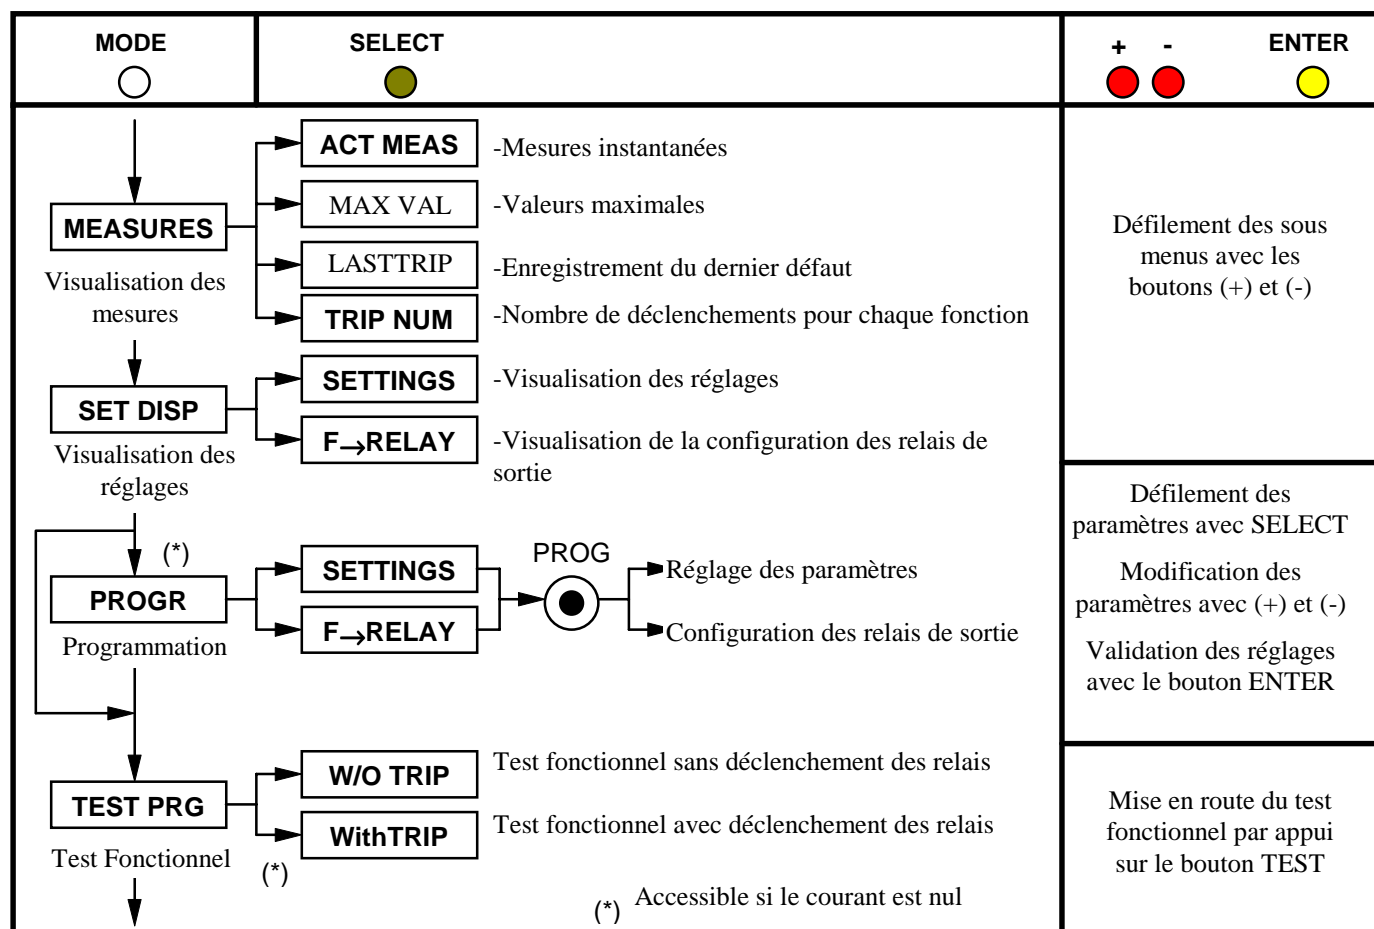 MODE
SELECT
+ -
ENTER
ACT MEAS
-Mesures instantanées
MAX VAL
-Valeurs maximales
MEASURES
LASTTRIP
-Enregistrement du dernier défaut
Visualisation des
mesures
TRIP NUM
-Nombre de déclenchements pour chaque fonction
Défilement des sous
menus avec les
boutons (+) et (-)
SETTINGS
-Visualisation des réglages
SET DISP
F→RELAY
-Visualisation de la configuration des relais de
sortie
Visualisation des
réglages
(*)
PROGR
Programmation
SETTINGS
F→RELAY
PROG
Réglage des paramètres
Configuration des relais de sortie
Défilement des
paramètres avec SELECT
Modification des
paramètres avec (+) et (-)
Validation des réglages
avec le bouton ENTER
W/O TRIP
Test fonctionnel sans déclenchement des relais
TEST PRG
WithTRIP
Test fonctionnel avec déclenchement des relais
Test Fonctionnel
(*)
(*) Accessible si le courant est nul
Mise en route du test
fonctionnel par appui
sur le bouton TEST